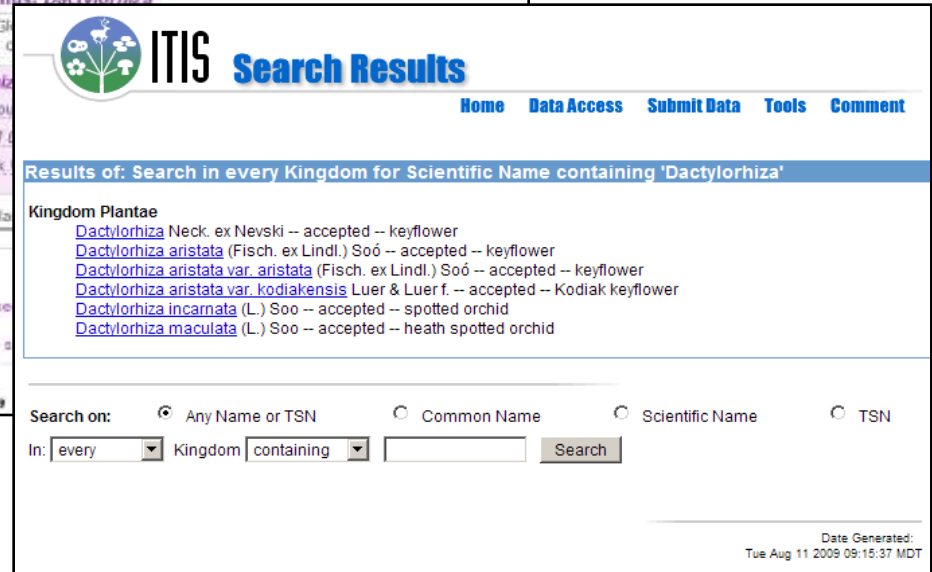 Dactylorhiza
ITIS Search Results
Home Data Access Submit Data Tools Comment
Results of: Search in every Kingdom for Scientific Name containing 'Dactylorhiza'
Kingdom Plantae
Dactylorhiza Neck. ex Nevski -- accepted -- keyflower
Dactylorhiza aristata (Fisch. ex Lindl.) Soó -- accepted -- keyflower
Dactylorhiza aristata var. aristata (Fisch. ex Lindl.) Soó -- accepted -- keyflower
Dactylorhiza aristata var. kodiakensis Luer & Luer f. -- accepted -- Kodiak keyflower
Dactylorhiza incarnata (L.) Soo -- accepted -- spotted orchid
Dactylorhiza maculata (L.) Soo -- accepted -- heath spotted orchid
Search on: Any Name or TSN Common Name Scientific Name TSN
In: every Kingdom containing Search
Date Generated:
Tue Aug 11 2009 09:15:37 MDT